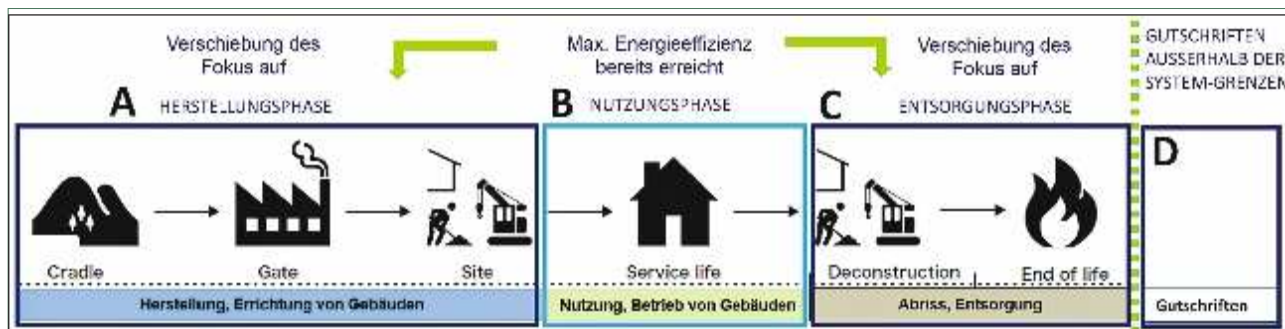 Verschiebung des
Fokus auf
Max. Energieeffizienz
bereits erreicht
Verschiebung des
Fokus auf
GUTSCHRIFTEN
AUSSERHALB DER
SYSTEM-GRENZEN
A HERSTELLUNGSPHASE
B NUTZUNGSPHASE
C ENTSORGUNGSPHASE
D
Cradle
Gate
Site
Service life
Deconstruction
End of life
Herstellung, Errichtung von Gebäuden
Nutzung, Betrieb von Gebäuden
Abriss, Entsorgung
Gutschriften